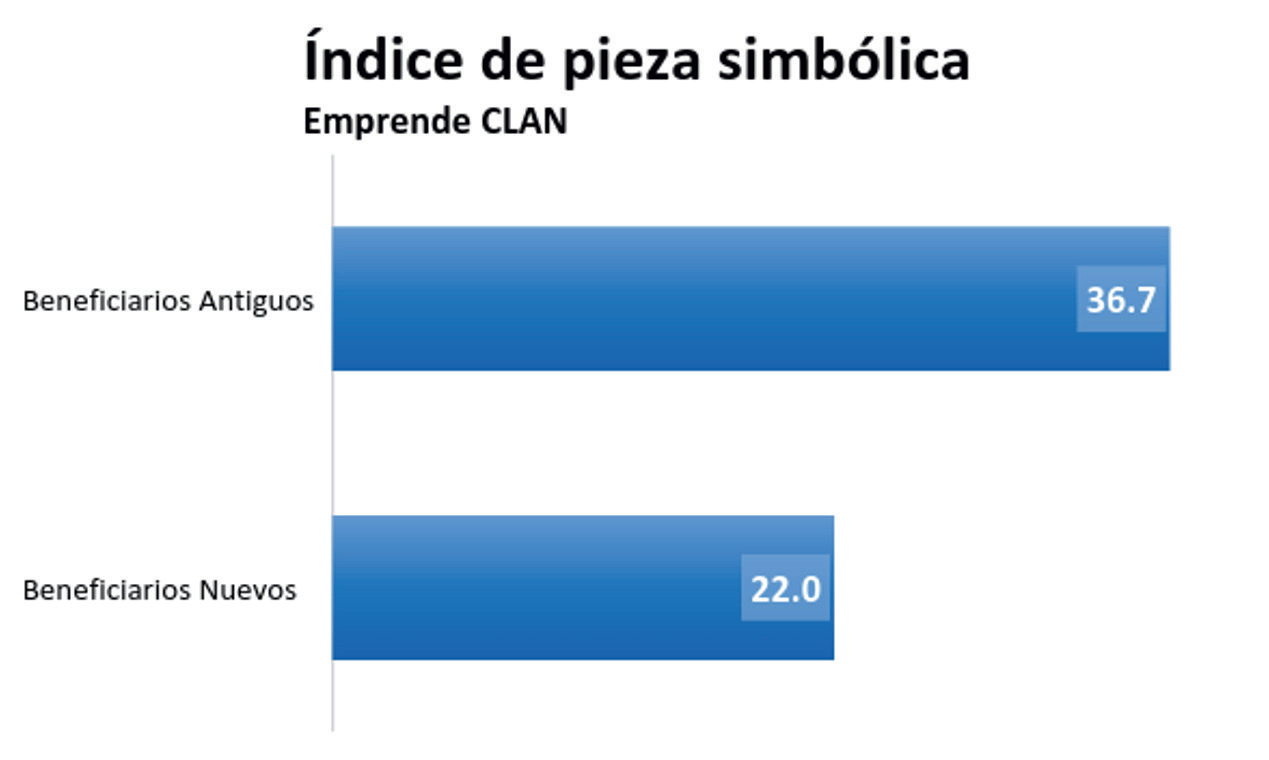 Índice de pieza simbólica
Emprende CLAN
Beneficiarios Antiguos
36.7
Beneficiarios Nuevos
22.0